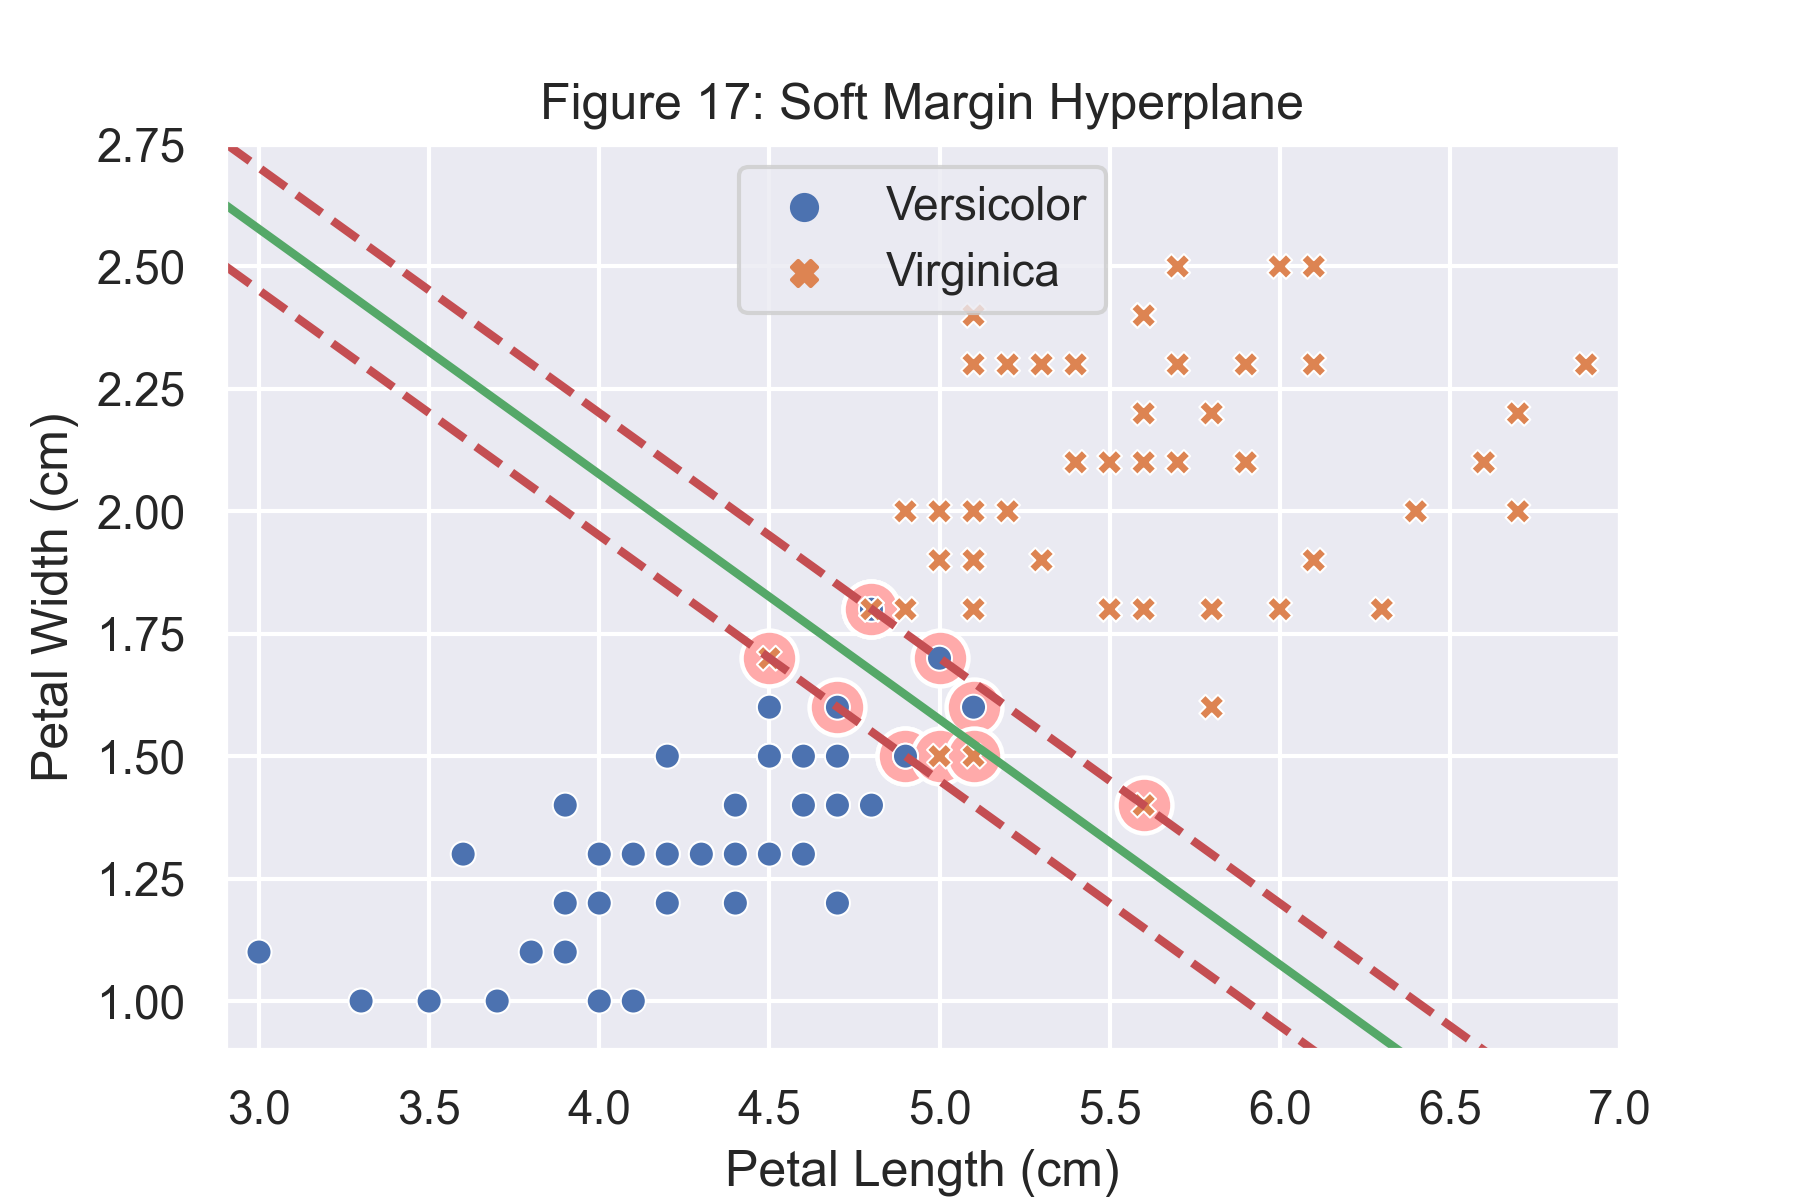 Figure 17: Soft Margin Hyperplane
Versicolor
Virginica
Petal Width (cm)
2.75
2.50
2.25
2.00
1.75
1.50
1.25
1.00
3.0 3.5 4.0 4.5 5.0 5.5 6.0 6.5 7.0
Petal Length (cm)